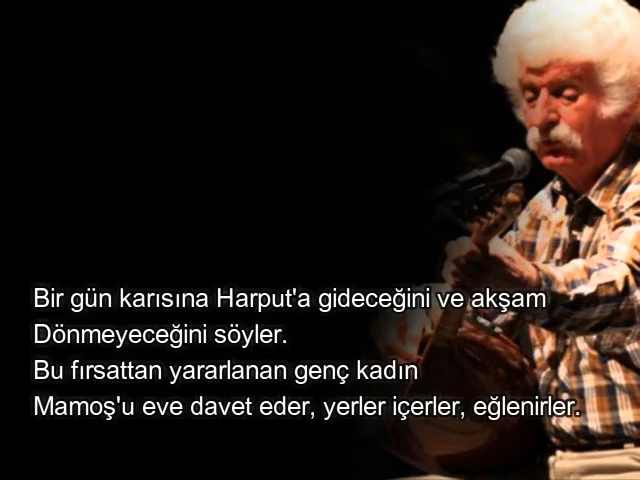 Bir gün karısına Harput'a gideceğini ve akşam
Dönmeyeceğini söyler.
Bu fırsattan yararlanan genç kadın
Mamoş'u eve davet eder, yerler içerler, eğlenirler.